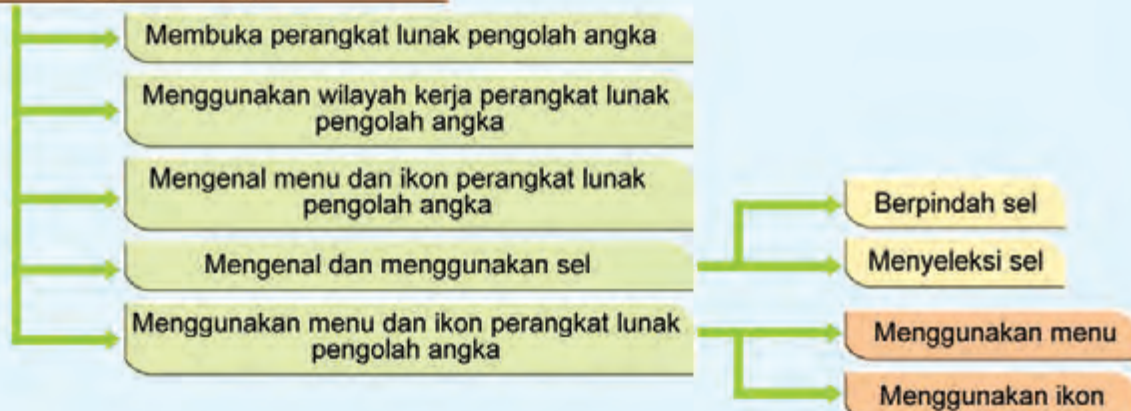 Membuka perangkat lunak pengolah angka
Menggunakan wilayah kerja perangkat lunak
pengolah angka
Mengenal menu dan ikon perangkat lunak
pengolah angka
Mengenal dan menggunakan sel
Berpindah sel
Menyeleksi sel
Menggunakan menu dan ikon perangkat lunak
pengolah angka
Menggunakan menu
Menggunakan ikon